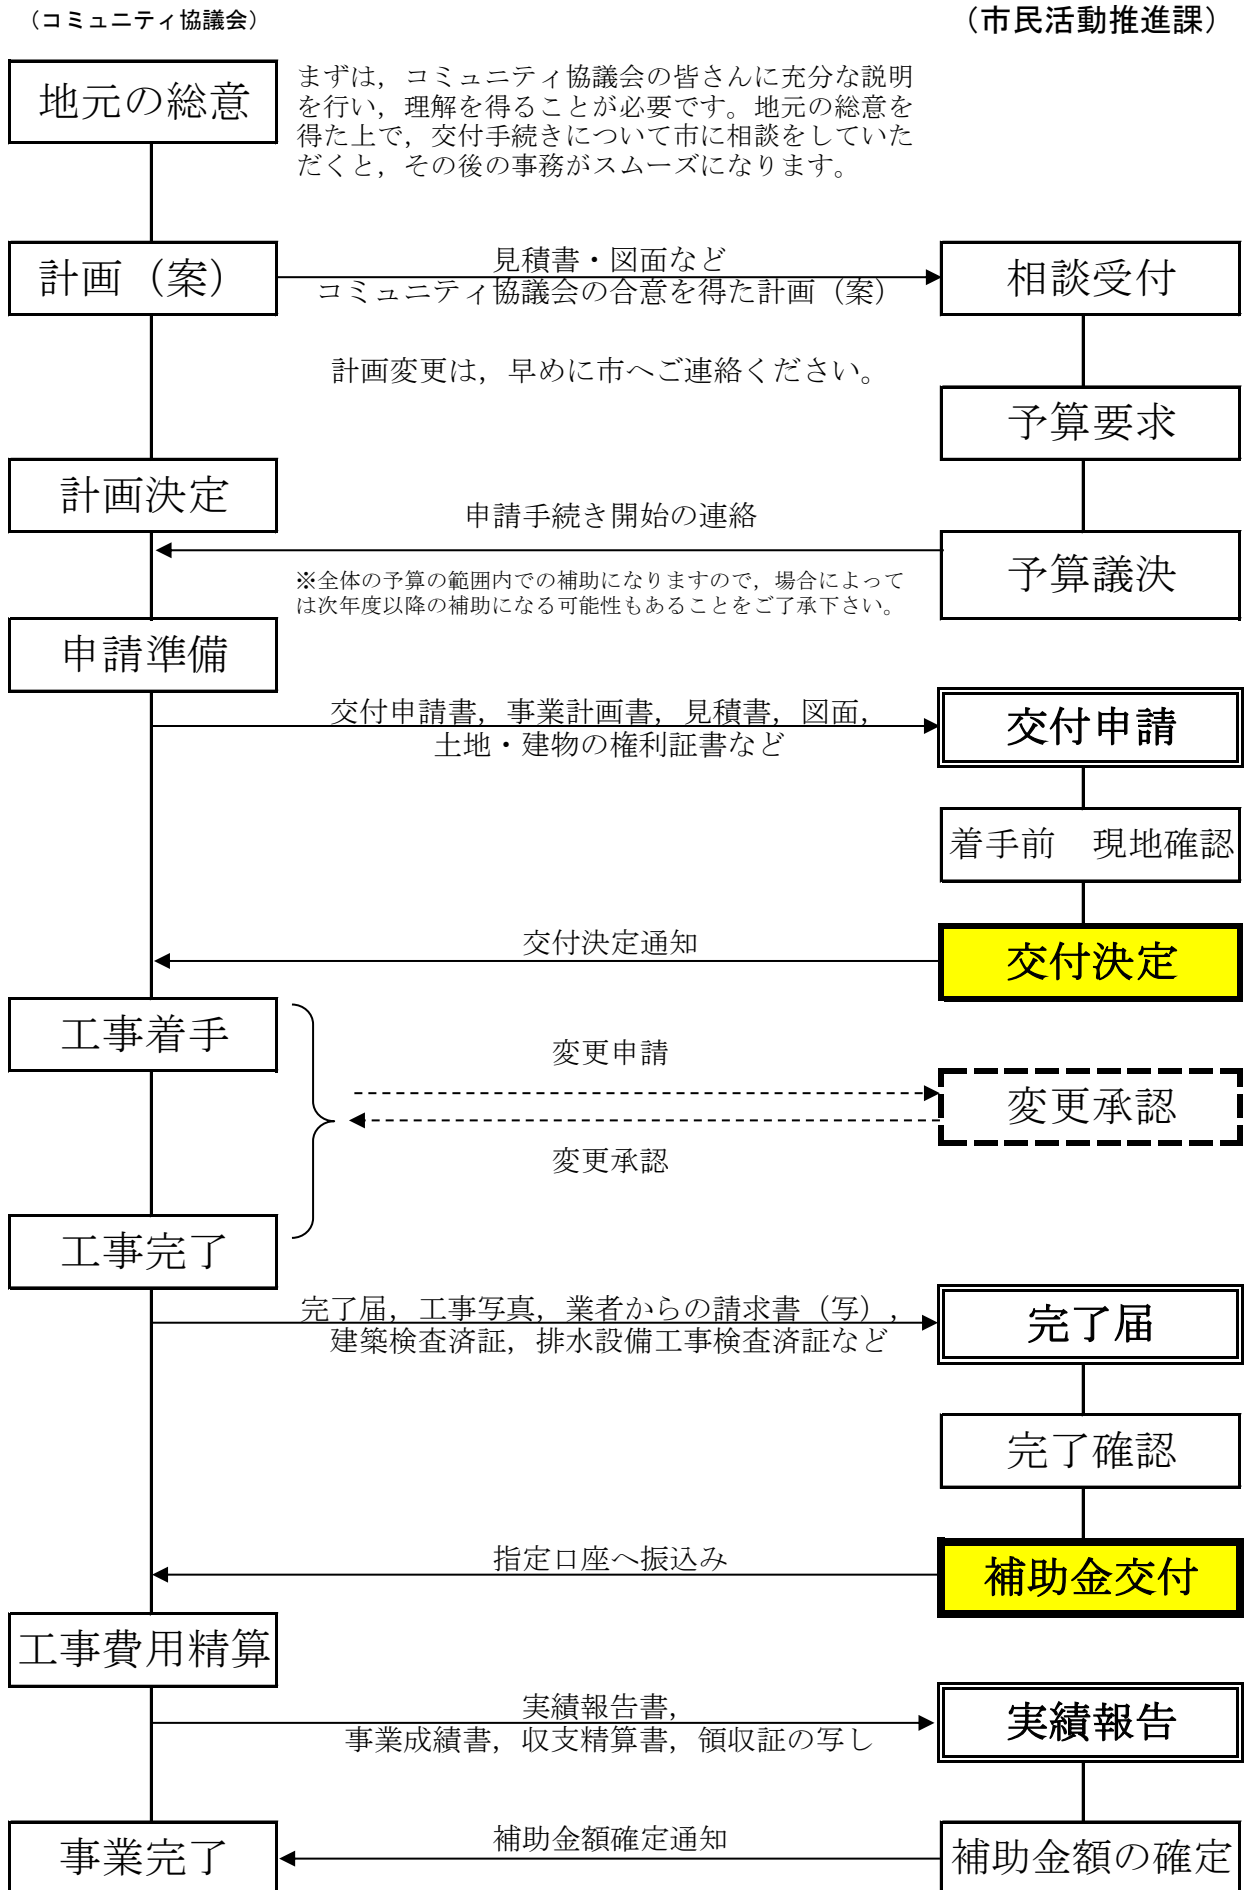 （コミュニティ協議会）
（市民活動推進課）
地元の総意
まずは，コミュニティ協議会の皆さんに充分な説明
を行い，理解を得ることが必要です。地元の総意を
得た上で，交付手続きについて市に相談をしていた
だくと，その後の事務がスムーズになります。
計画（案）
見積書・図面など
コミュニティ協議会の合意を得た計画（案）
相談受付
計画変更は，早めに市へご連絡ください。
予算要求
計画決定
申請手続き開始の連絡
予算議決
※全体の予算の範囲内での補助になりますので，場合によって
は次年度以降の補助になる可能性もあることをご了承下さい。
申請準備
交付申請書，事業計画書，見積書，図面，
土地・建物の権利証書など
交付申請
着手前　現地確認
交付決定通知
交付決定
工事着手
変更申請
変更承認
変更承認
工事完了
完了届，工事写真，業者からの請求書（写），
建築検査済証，排水設備工事検査済証など
完了届
完了確認
指定口座へ振込み
補助金交付
工事費用精算
実績報告書，
事業成績書，収支精算書，領収証の写し
実績報告
事業完了
補助金額確定通知
補助金額の確定